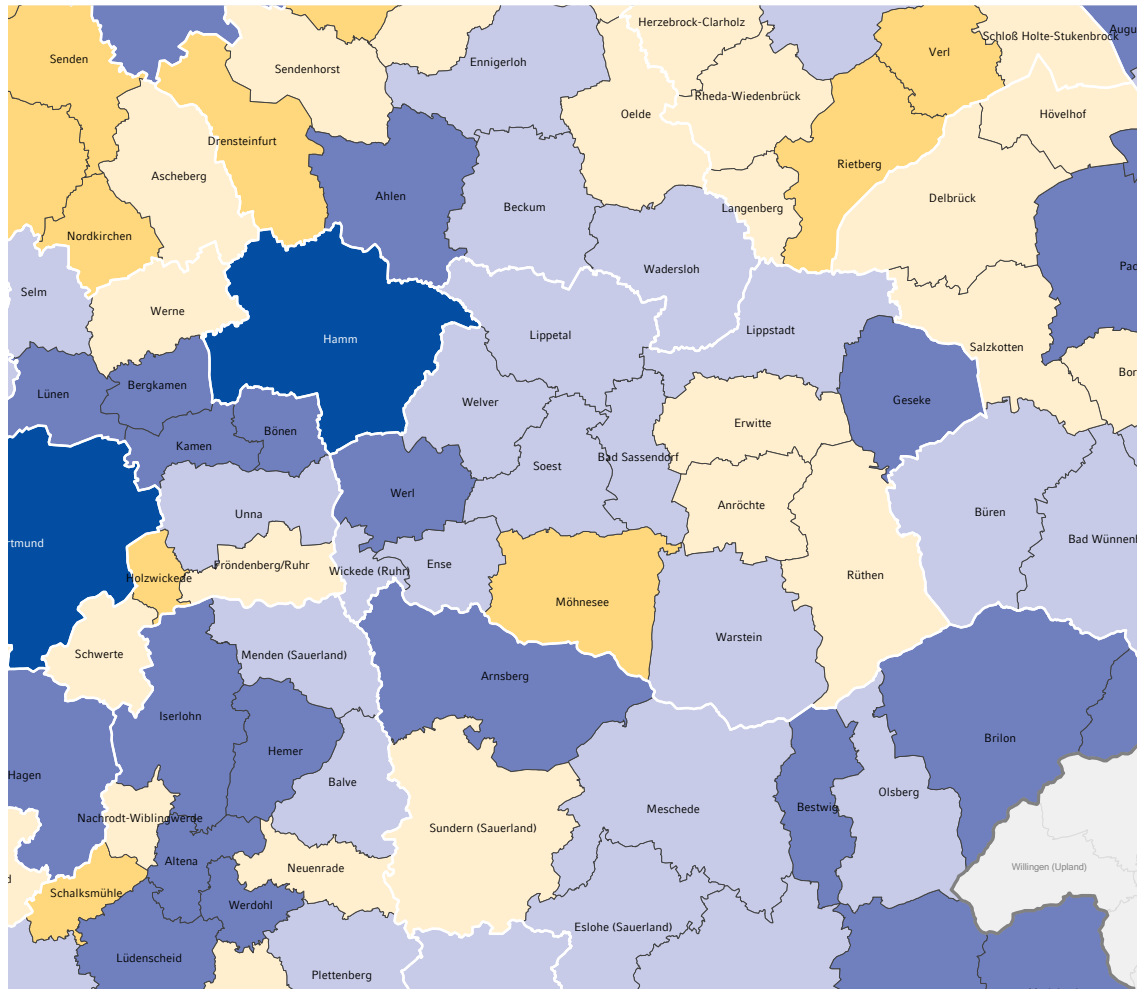 Herzebrock-Clarholz
Augu
Schloß Holte-Stukenbrock
Senden
Verl
Ennigerloh
Sendenhorst
Rheda-Wiedenbrück
Oelde
Hövelhof
Drensteinfurt
Rietberg
Ascheberg
Ahlen
Delbrück
Beckum
Langenberg
Nordkirchen
Pad
Wadersloh
Selm
Werne
Lippstadt
Lippetal
Hamm
Salzkotten
Bor
Bergkamen
Lünen
Geseke
Welver
Erwitte
Bönen
Kamen
Bad Sassendorf
Soest
Werl
Anröchte
Büren
Unna
Bad Wünnenb
rtmund
Fröndenberg/Ruhr
Ense
Wickede (Ruhr)
Rüthen
Holzwickede
Möhnesee
Warstein
Schwerte
Menden (Sauerland)
Arnsberg
Iserlohn
Brilon
Hemer
Hagen
Balve
Olsberg
Bestwig
Meschede
Nachrodt-Wiblingwerde
Sundern (Sauerland)
Altena
Neuenrade
Willingen (Upland)
d
Schalksmühle
Werdohl
Eslohe (Sauerland)
Lüdenscheid
Plettenberg